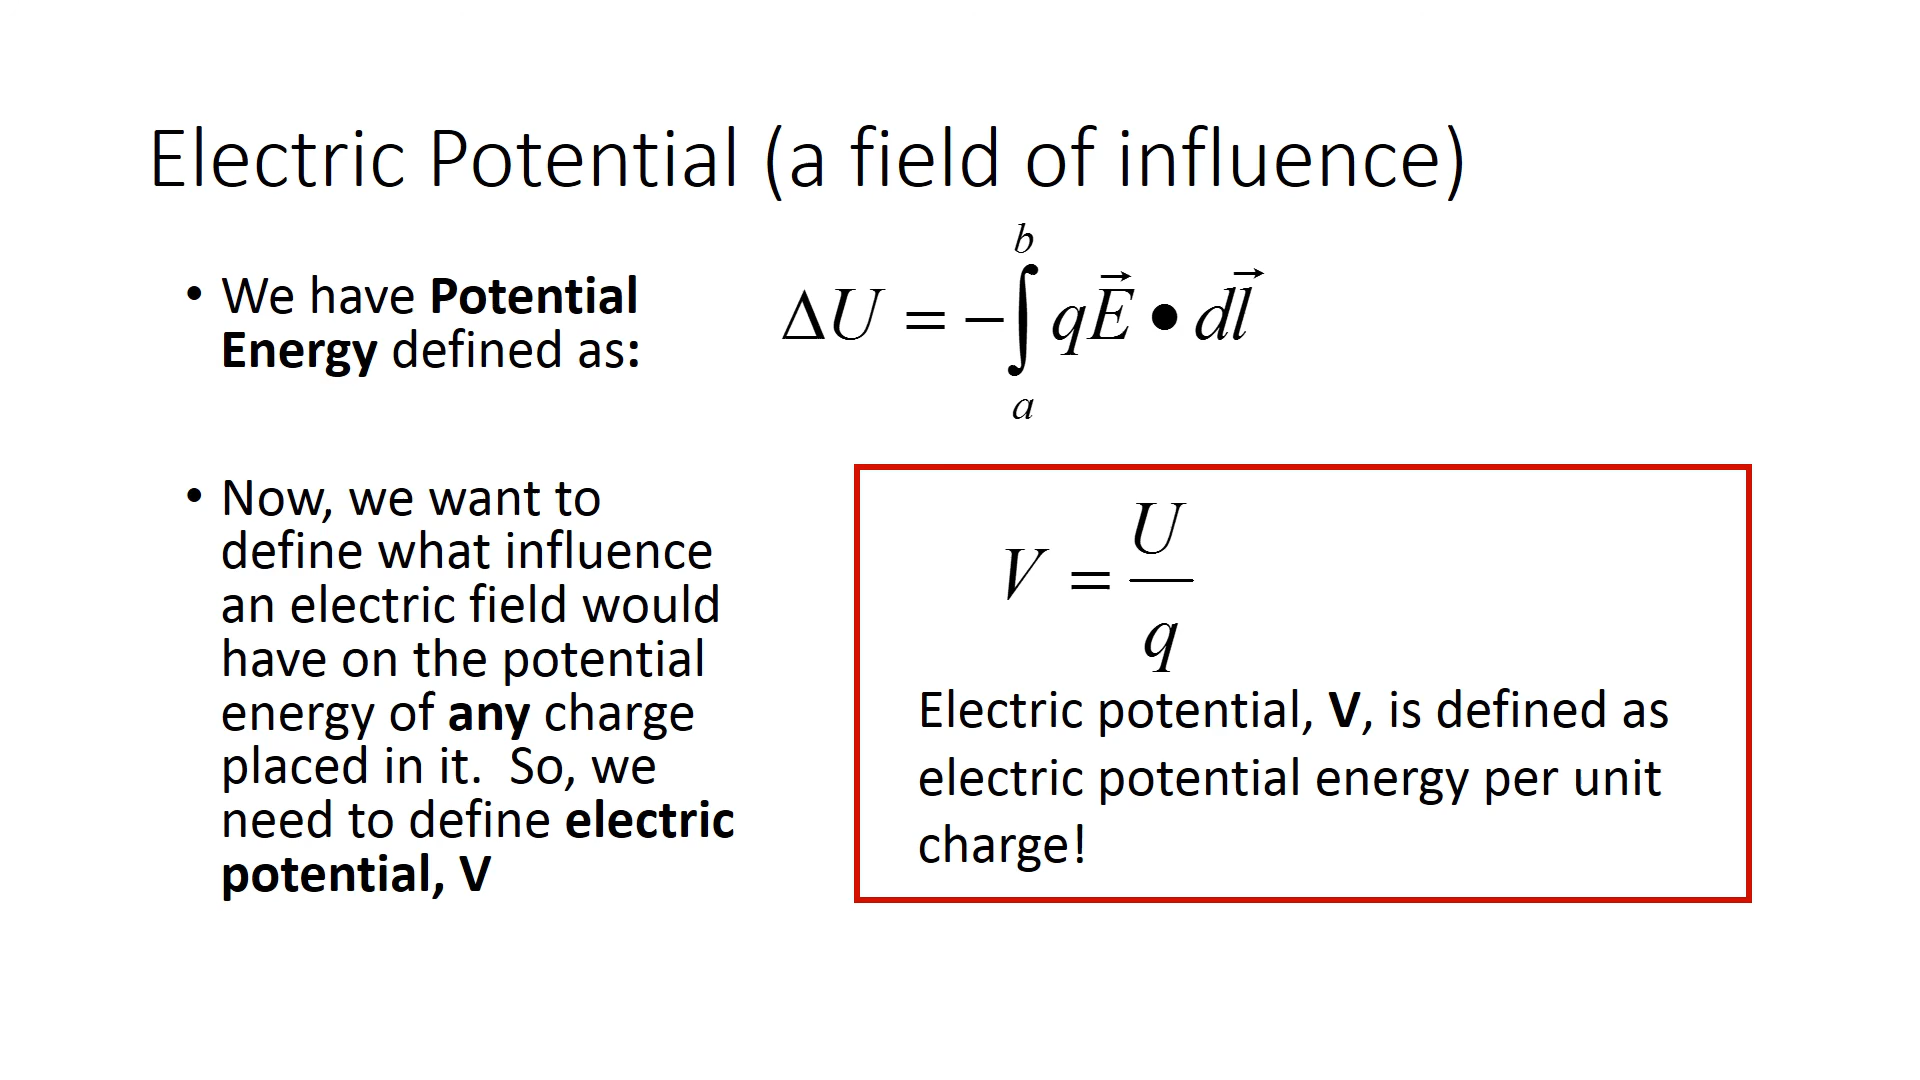 Electric Potential (a field of influence)
• We have Potential
Energy defined as:
b
ΔU = −∫ qE⃗ • dl⃗
a
• Now, we want to
define what influence
an electric field would
have on the potential
energy of any charge
placed in it.  So, we
need to define electric
potential, V
U
V = —
q
Electric potential, V, is defined as
electric potential energy per unit
charge!